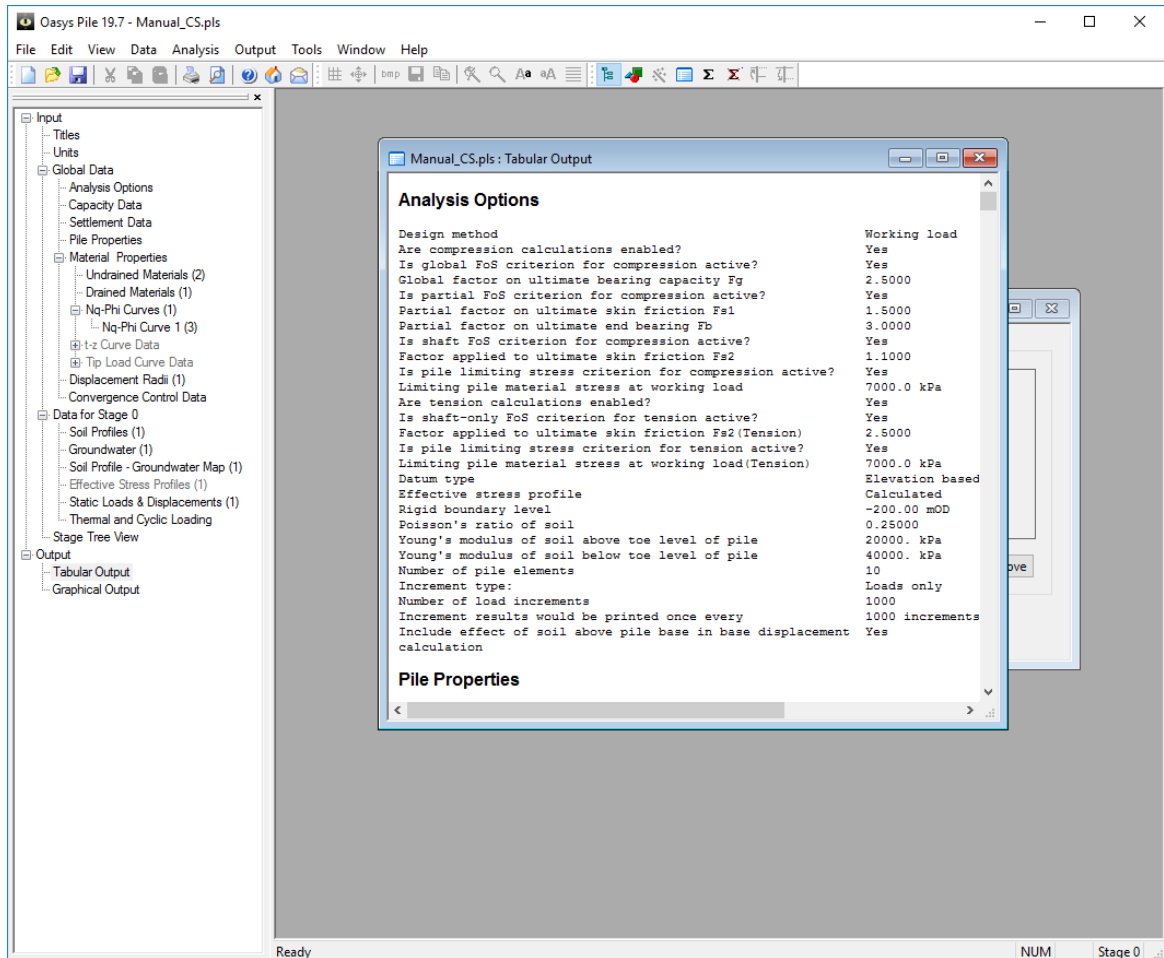 Oasys Pile 19.7 - Manual_CS.pls
File Edit View Data Analysis Output Tools Window Help
bmp Aa aA Σ Σ
Input
Titles
Units
Global Data
Analysis Options
Capacity Data
Settlement Data
Pile Properties
Material Properties
Undrained Materials (2)
Drained Materials (1)
Nq-Phi Curves (1)
Nq-Phi Curve 1 (3)
t-z Curve Data
Tip Load Curve Data
Displacement Radii (1)
Convergence Control Data
Data for Stage 0
Soil Profiles (1)
Groundwater (1)
Soil Profile - Groundwater Map (1)
Effective Stress Profiles (1)
Static Loads & Displacements (1)
Thermal and Cyclic Loading
Stage Tree View
Output
Tabular Output
Graphical Output
Manual_CS.pls : Tabular Output
Analysis Options
Design method Working load
Are compression calculations enabled? Yes
Is global FoS criterion for compression active? Yes
Global factor on ultimate bearing capacity Fg 2.5000
Is partial FoS criterion for compression active? Yes
Partial factor on ultimate skin friction Fs1 1.5000
Partial factor on ultimate end bearing Fb 3.0000
Is shaft FoS criterion for compression active? Yes
Factor applied to ultimate skin friction Fs2 1.1000
Is pile limiting stress criterion for compression active? Yes
Limiting pile material stress at working load 7000.0 kPa
Are tension calculations enabled? Yes
Is shaft-only FoS criterion for tension active? Yes
Factor applied to ultimate skin friction Fs2(Tension) 2.5000
Is pile limiting stress criterion for tension active? Yes
Limiting pile material stress at working load(Tension) 7000.0 kPa
Datum type Elevation based
Effective stress profile Calculated
Rigid boundary level -200.00 mOD
Poisson's ratio of soil 0.25000
Young's modulus of soil above toe level of pile 20000. kPa
Young's modulus of soil below toe level of pile 40000. kPa
Number of pile elements 10
Increment type: Loads only
Number of load increments 1000
Increment results would be printed once every 1000 increments
Include effect of soil above pile base in base displacement Yes
calculation
Pile Properties
ove
Ready NUM Stage 0